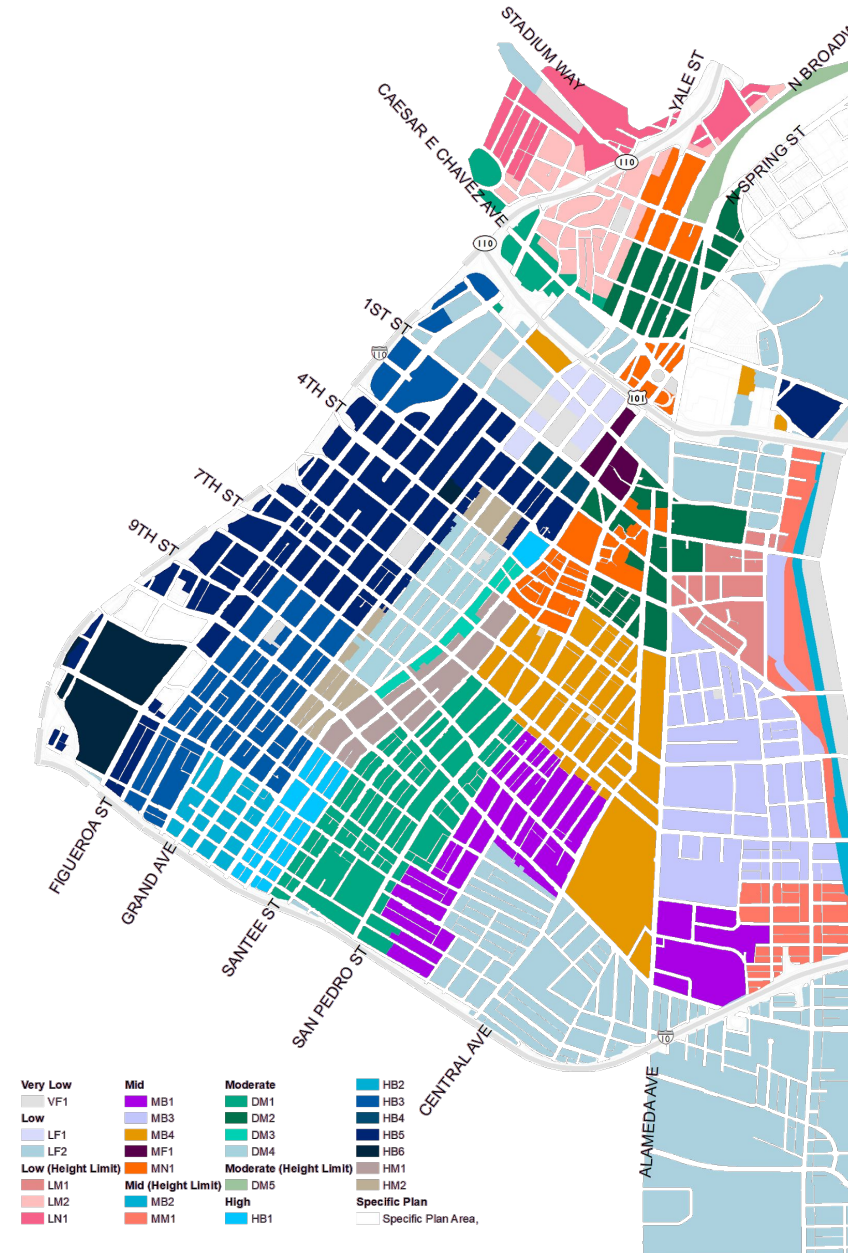 STADIUM WAY
YALE ST
N BROADW
CAESAR E CHAVEZ AVE
110
N SPRING ST
110
1ST ST
110
4TH ST
101
7TH ST
9TH ST
FIGUEROA ST
GRAND AVE
SANTEE ST
SAN PEDRO ST
CENTRAL AVE
10
ALAMEDA AVE
Very Low
VF1
Low
LF1
LF2
Low (Height Limit)
LM1
LM2
LN1
Mid
MB1
MB3
MB4
MF1
MN1
Mid (Height Limit)
MB2
MM1
Moderate
DM1
DM2
DM3
DM4
Moderate (Height Limit)
DM5
High
HB1
HB2
HB3
HB4
HB5
HB6
HM1
HM2
Specific Plan
Specific Plan Area,